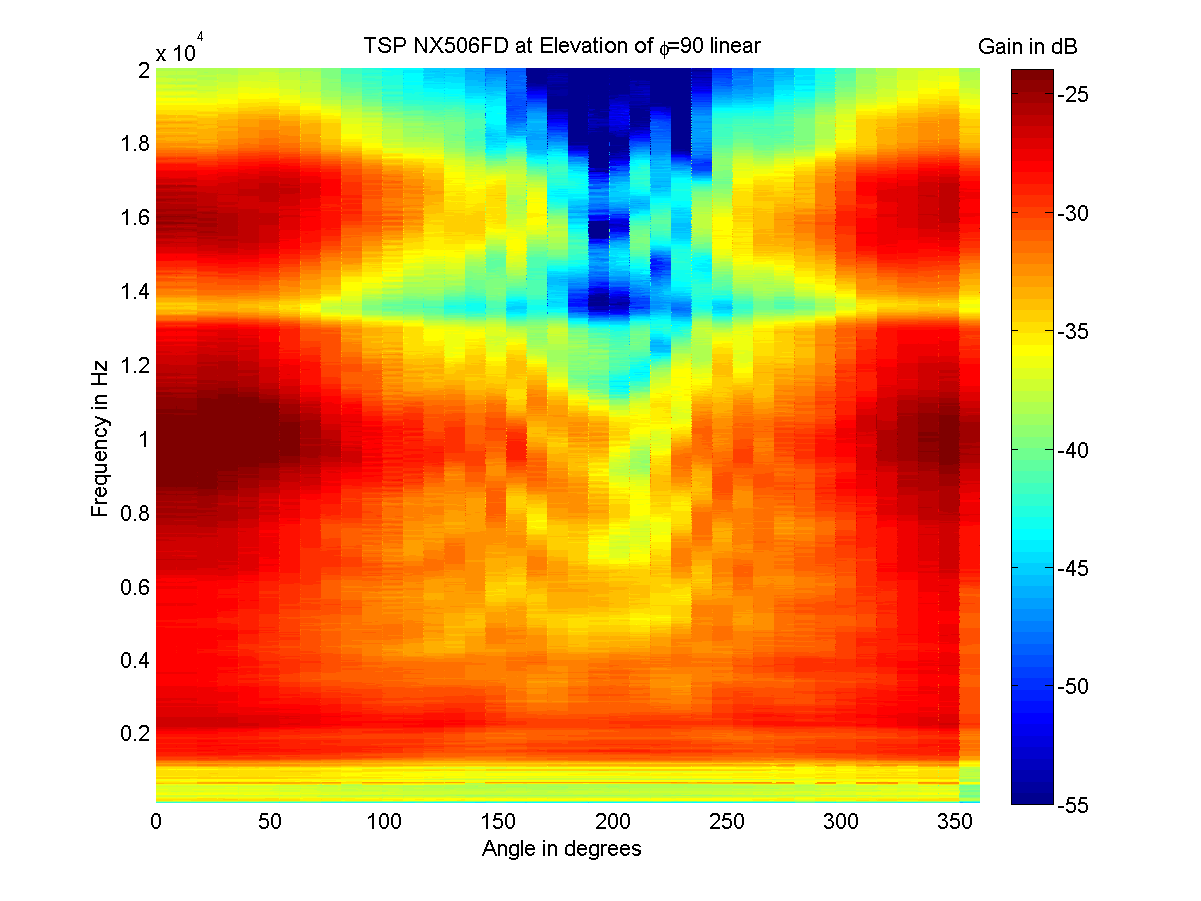 TSP NX506FD at Elevation of ϕ=90 linear
Gain in dB
x 10^4
2
1.8
1.6
1.4
1.2
1
0.8
0.6
0.4
0.2
Frequency in Hz
0 50 100 150 200 250 300 350
Angle in degrees
-25
-30
-35
-40
-45
-50
-55